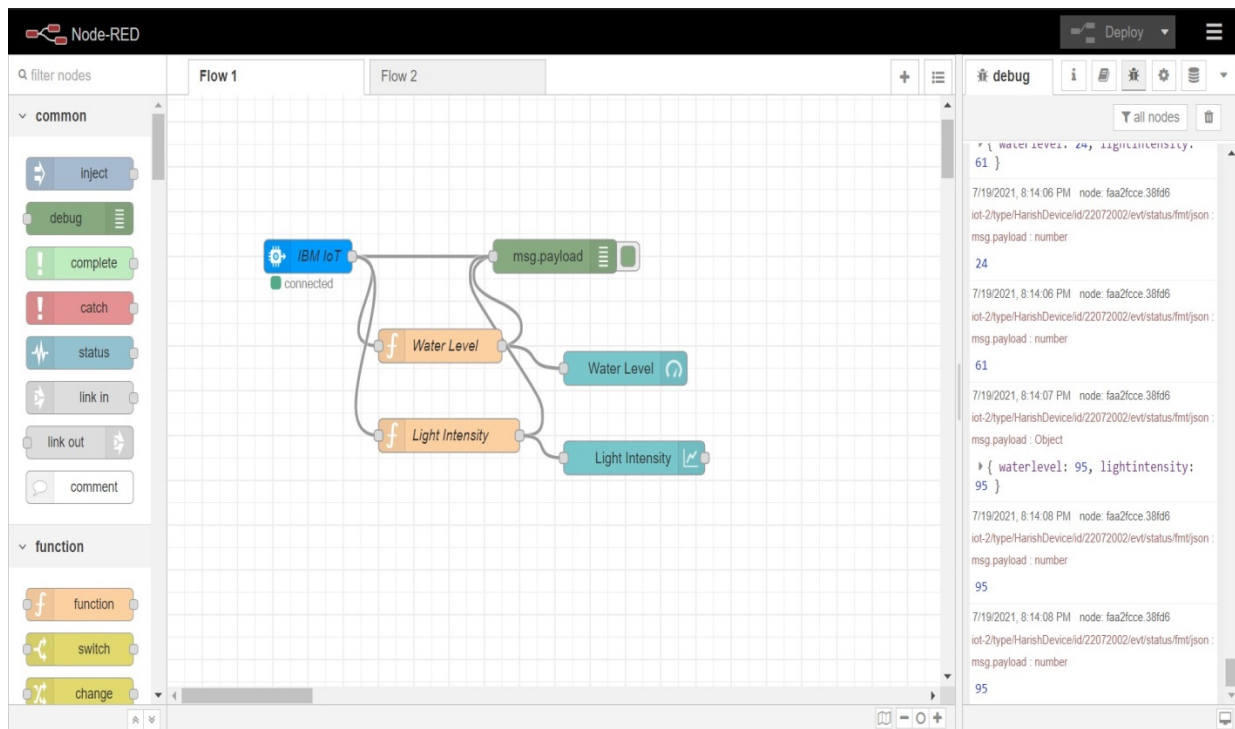 Node-RED
Deploy
filter nodes
Flow 1
Flow 2
debug
i
all nodes
common
inject
debug
complete
catch
status
link in
link out
comment
function
function
switch
change
IBM IoT
connected
msg.payload
Water Level
Water Level
Light Intensity
Light Intensity
{ waterlevel: 24, lightintensity:
61 }
7/19/2021, 8:14:06 PM node: faa2fcce.38fd6
iot-2/type/HarishDevice/id/22072002/evt/status/fmt/json :
msg.payload : number
24
7/19/2021, 8:14:06 PM node: faa2fcce.38fd6
iot-2/type/HarishDevice/id/22072002/evt/status/fmt/json :
msg.payload : number
61
7/19/2021, 8:14:07 PM node: faa2fcce.38fd6
iot-2/type/HarishDevice/id/22072002/evt/status/fmt/json :
msg.payload : Object
{ waterlevel: 95, lightintensity:
95 }
7/19/2021, 8:14:08 PM node: faa2fcce.38fd6
iot-2/type/HarishDevice/id/22072002/evt/status/fmt/json :
msg.payload : number
95
7/19/2021, 8:14:08 PM node: faa2fcce.38fd6
iot-2/type/HarishDevice/id/22072002/evt/status/fmt/json :
msg.payload : number
95